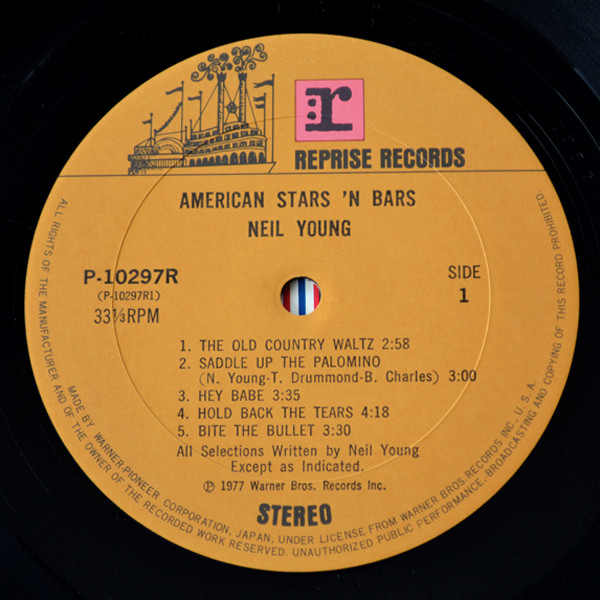 r
REPRISE RECORDS
AMERICAN STARS 'N BARS
NEIL YOUNG
P-10297R
(P-10297R1)
33⅓RPM
SIDE
1
1. THE OLD COUNTRY WALTZ 2:58
2. SADDLE UP THE PALOMINO
(N. Young-T. Drummond-B. Charles) 3:00
3. HEY BABE 3:35
4. HOLD BACK THE TEARS 4:18
5. BITE THE BULLET 3:30
All Selections Written by Neil Young
Except as Indicated.
℗ 1977 Warner Bros. Records Inc.
STEREO
MADE BY WARNER-PIONEER CORPORATION, JAPAN, UNDER LICENSE FROM WARNER BROS RECORDS INC., U. S. A.
ALL RIGHTS OF THE MANUFACTURER AND OF THE OWNER OF THE RECORDED WORK RESERVED. UNAUTHORIZED PUBLIC PERFORMANCE, BROADCASTING AND COPYING OF THIS RECORD PROHIBITED.